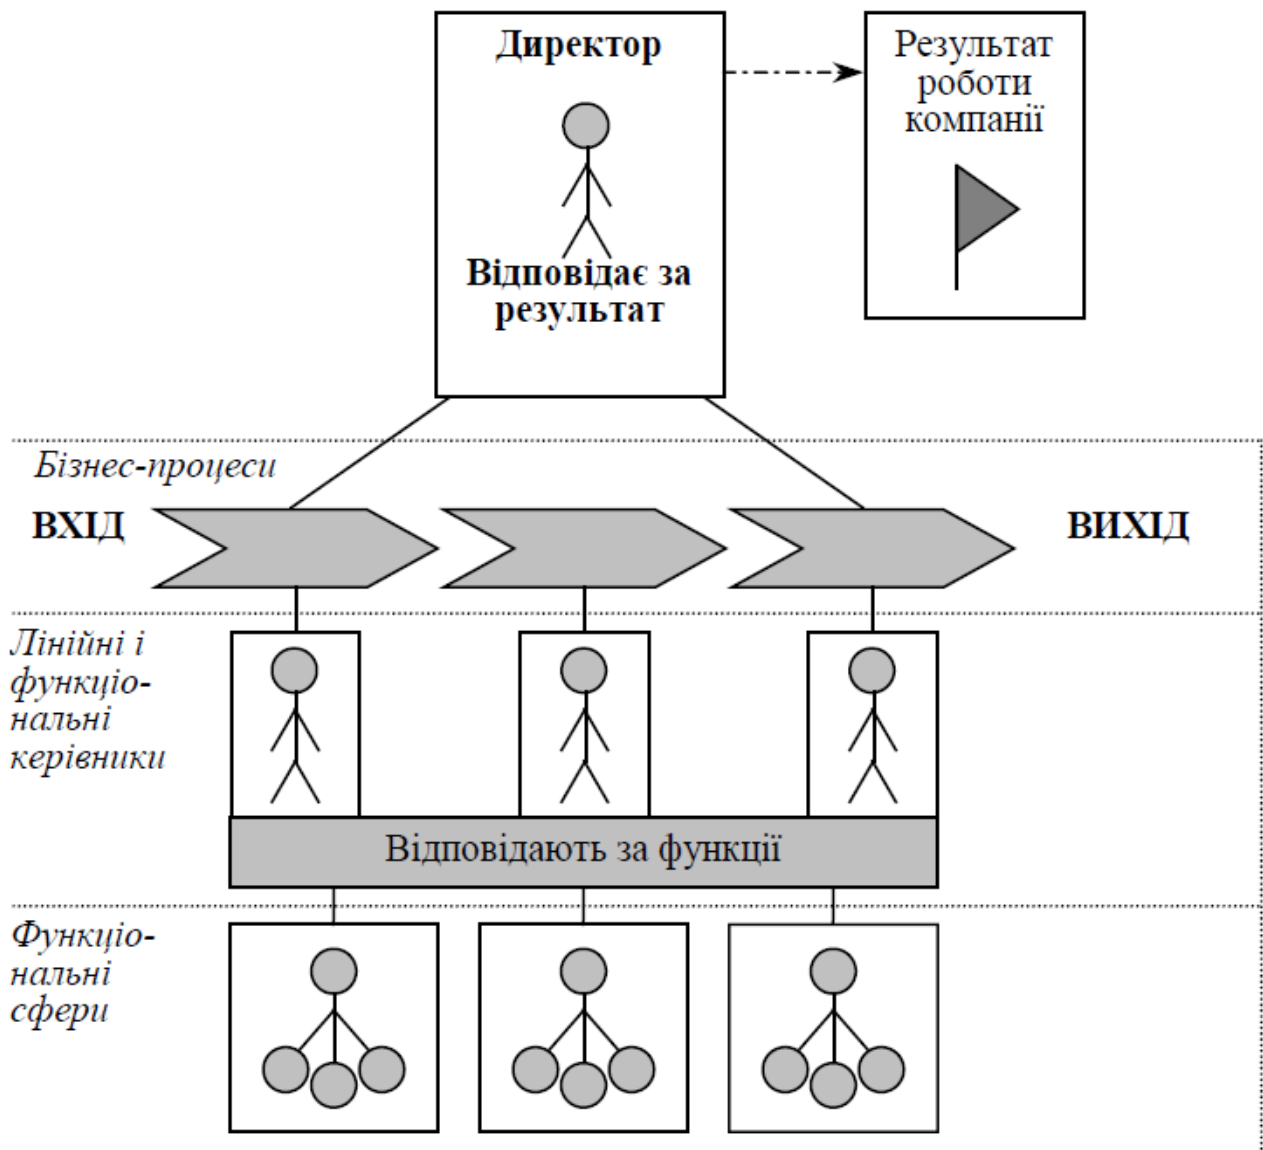 Директор
Відповідає за
результат
Результат
роботи
компанії
Бізнес-процеси
ВХІД
ВИХІД
Лінійні і
функціо-
нальні
керівники
Відповідають за функції
Функціо-
нальні
сфери